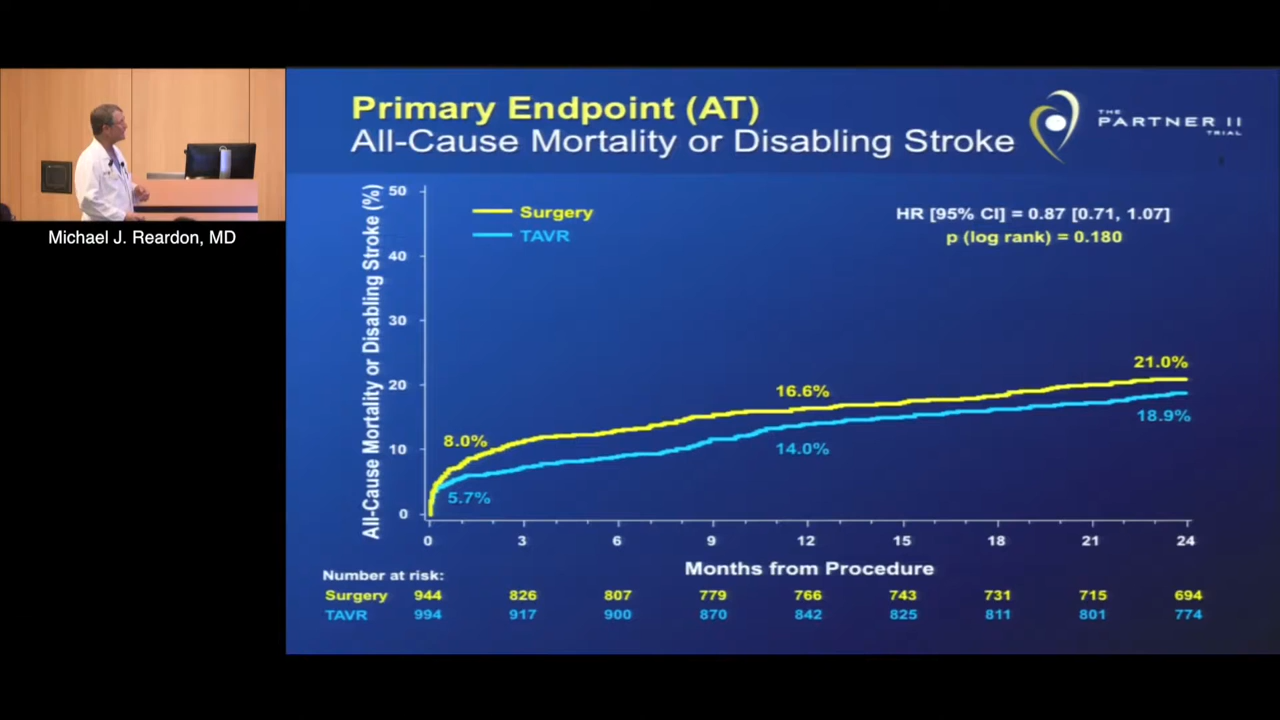 Michael J. Reardon, MD
Primary Endpoint (AT)
All-Cause Mortality or Disabling Stroke
THE
PARTNER II
TRIAL
All-Cause Mortality or Disabling Stroke (%)
50
40
30
20
10
0
Surgery
TAVR
HR [95% CI] = 0.87 [0.71, 1.07]
p (log rank) = 0.180
8.0%
5.7%
16.6%
14.0%
21.0%
18.9%
0 3 6 9 12 15 18 21 24
Months from Procedure
Number at risk:
Surgery 944 826 807 779 766 743 731 715 694
TAVR 994 917 900 870 842 825 811 801 774